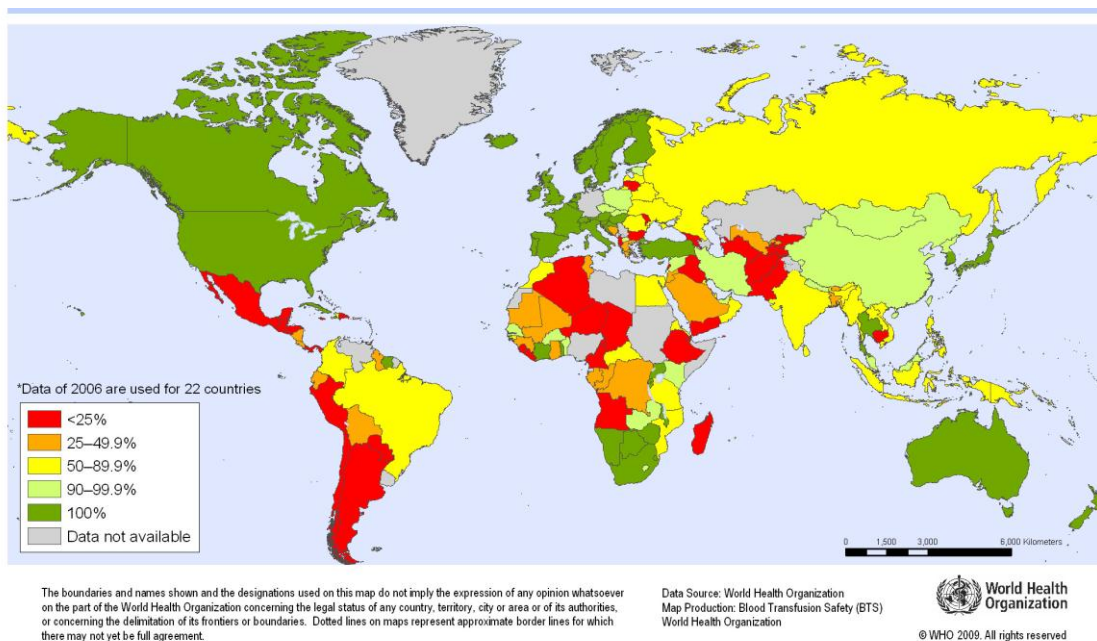 *Data of 2006 are used for 22 countries
<25%
25–49.9%
50–89.9%
90–99.9%
100%
Data not available
0 1,500 3,000 6,000 Kilometers
The boundaries and names shown and the designations used on this map do not imply the expression of any opinion whatsoever
on the part of the World Health Organization concerning the legal status of any country, territory, city or area or of its authorities,
or concerning the delimitation of its frontiers or boundaries. Dotted lines on maps represent approximate border lines for which
there may not yet be full agreement.
Data Source: World Health Organization
Map Production: Blood Transfusion Safety (BTS)
World Health Organization
World Health
Organization
© WHO 2009. All rights reserved